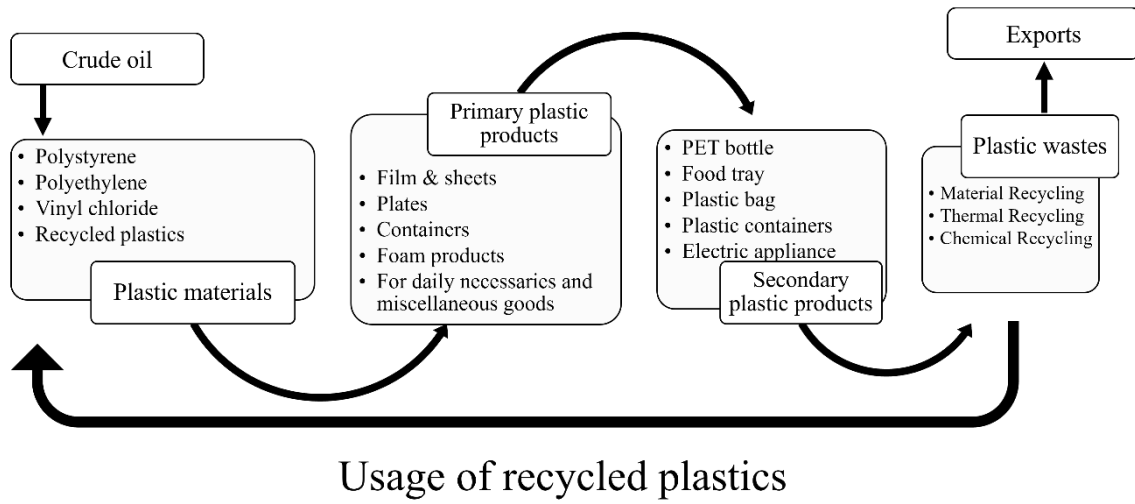 Crude oil
• Polystyrene
• Polyethylene
• Vinyl chloride
• Recycled plastics
Plastic materials
Primary plastic
products
• Film & sheets
• Plates
• Containers
• Foam products
• For daily necessarics and
miscellaneous goods
• PET bottle
• Food tray
• Plastic bag
• Plastic containers
• Electric appliance
Secondary
plastic products
Exports
Plastic wastes
• Material Recycling
• Thermal Recycling
• Chemical Recycling
Usage of recycled plastics